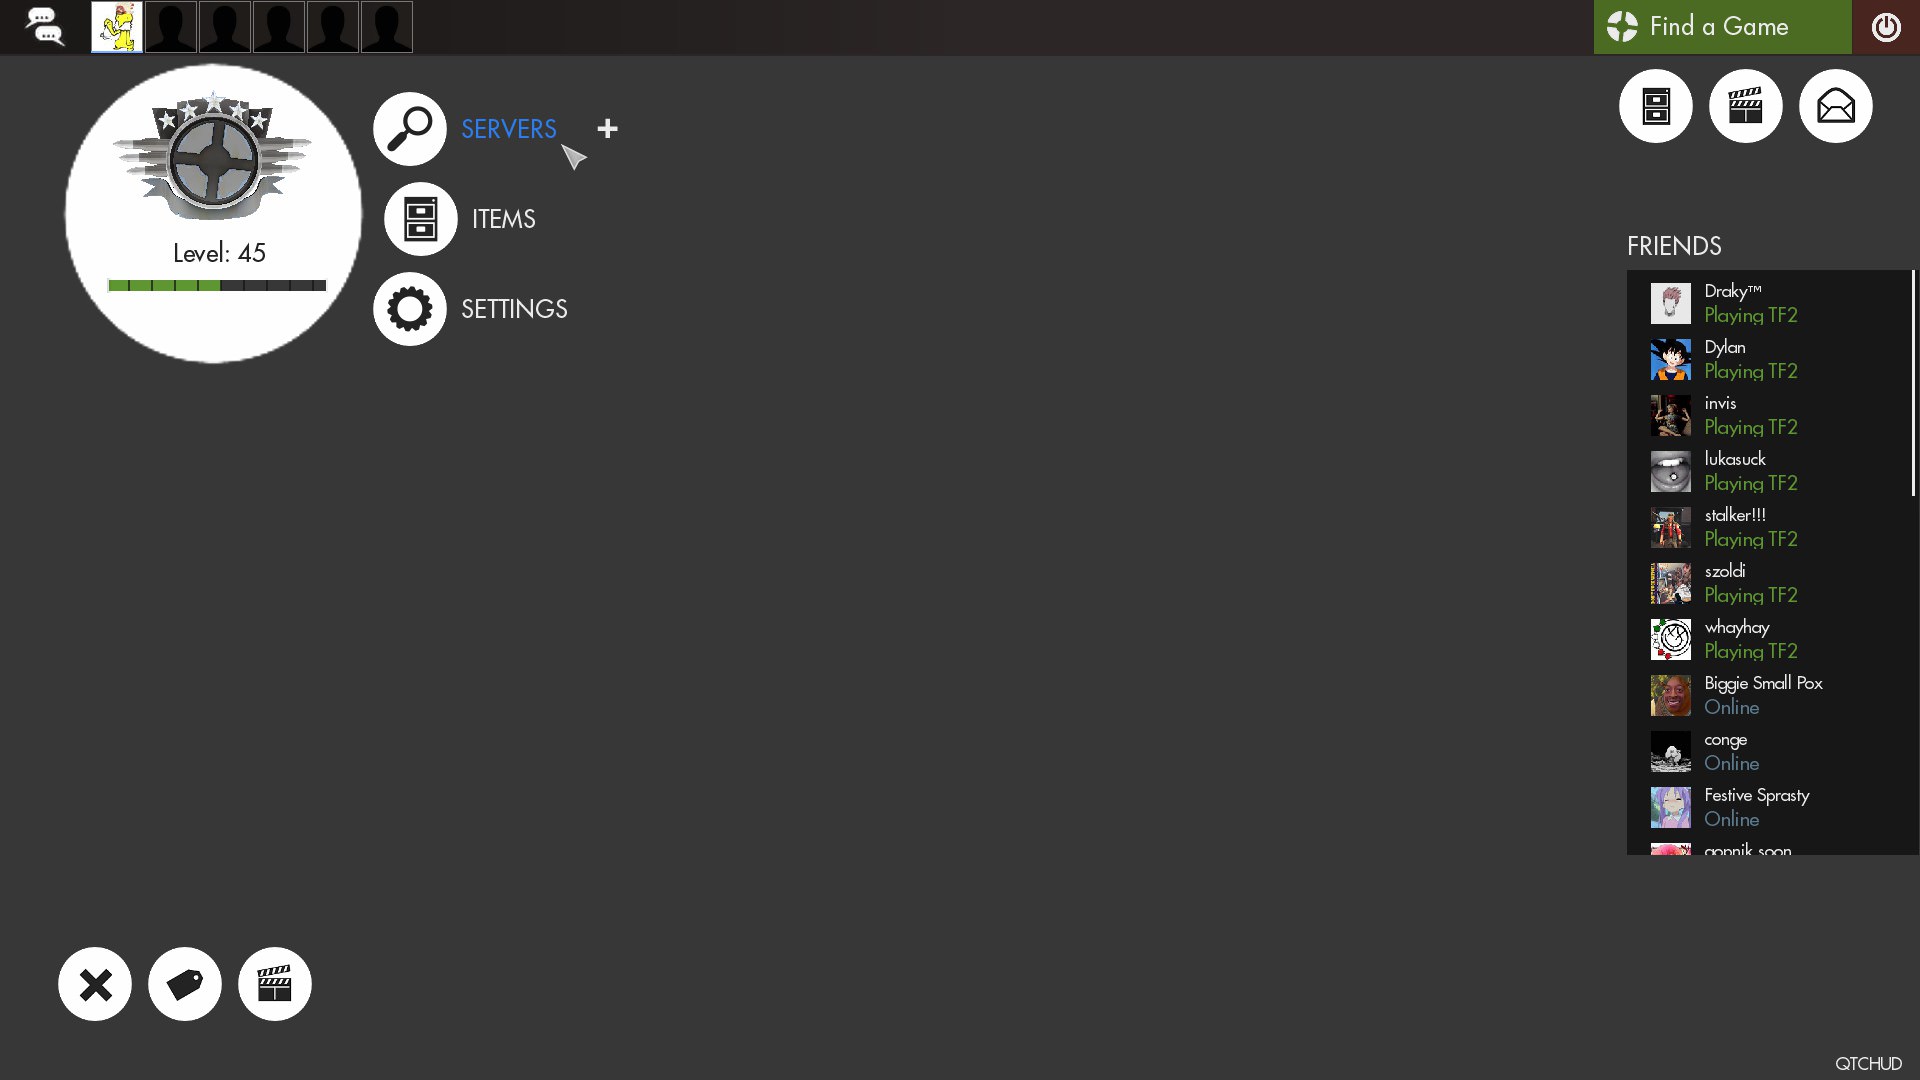 Find a Game
Level: 45
SERVERS
ITEMS
SETTINGS
FRIENDS
Draky™
Playing TF2
Dylan
Playing TF2
invis
Playing TF2
lukasuck
Playing TF2
stalker!!!
Playing TF2
szoldi
Playing TF2
whayhay
Playing TF2
Biggie Small Pox
Online
conge
Online
Festive Sprasty
Online
gopnik soon
QTCHUD